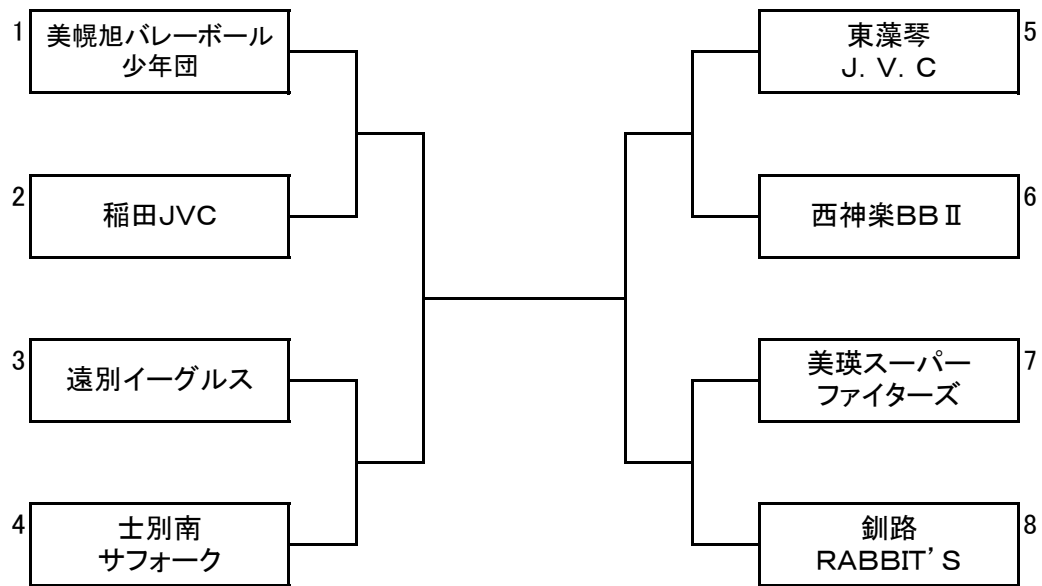 1
美幌旭バレーボール
少年団
2
稲田JVC
3
遠別イーグルス
4
士別南
サフォーク
5
東藻琴
J．V．C
6
西神楽BBⅡ
7
美瑛スーパー
ファイターズ
8
釧路
RABBIT’S